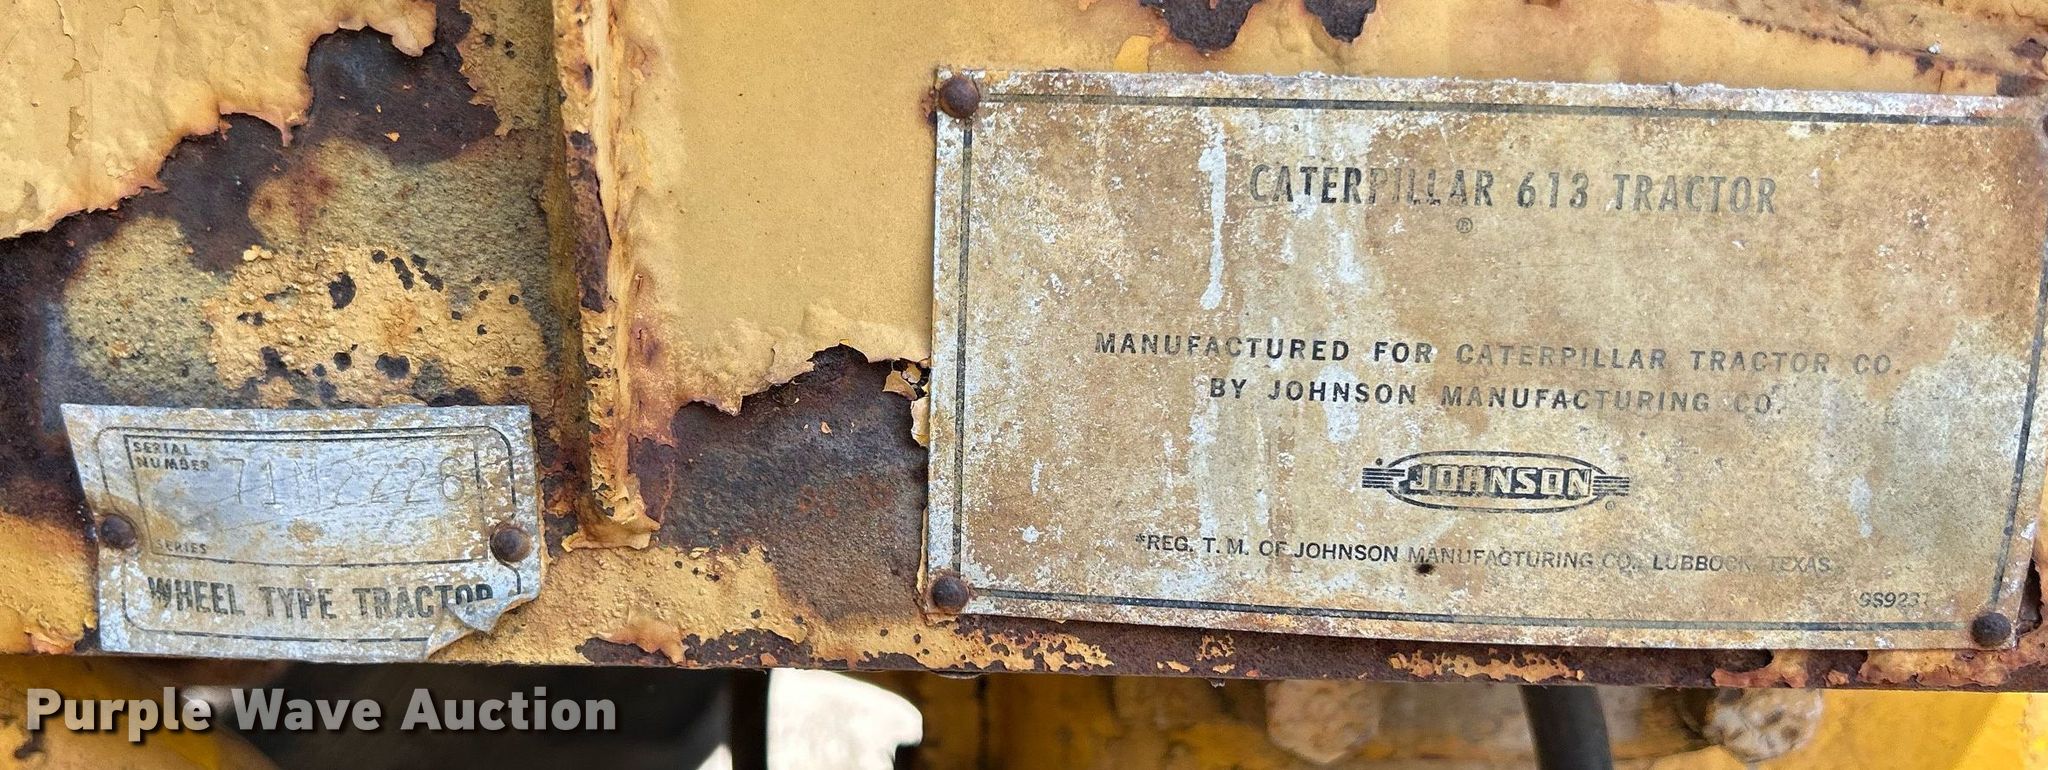 SERIAL
NUMBER 71M2226
SERIES
WHEEL TYPE TRACTOR
CATERPILLAR 613 TRACTOR
®
MANUFACTURED FOR CATERPILLAR TRACTOR CO.
BY JOHNSON MANUFACTURING CO.
JOHNSON
*REG. T. M. OF JOHNSON MANUFACTURING CO., LUBBOCK, TEXAS
Purple Wave Auction